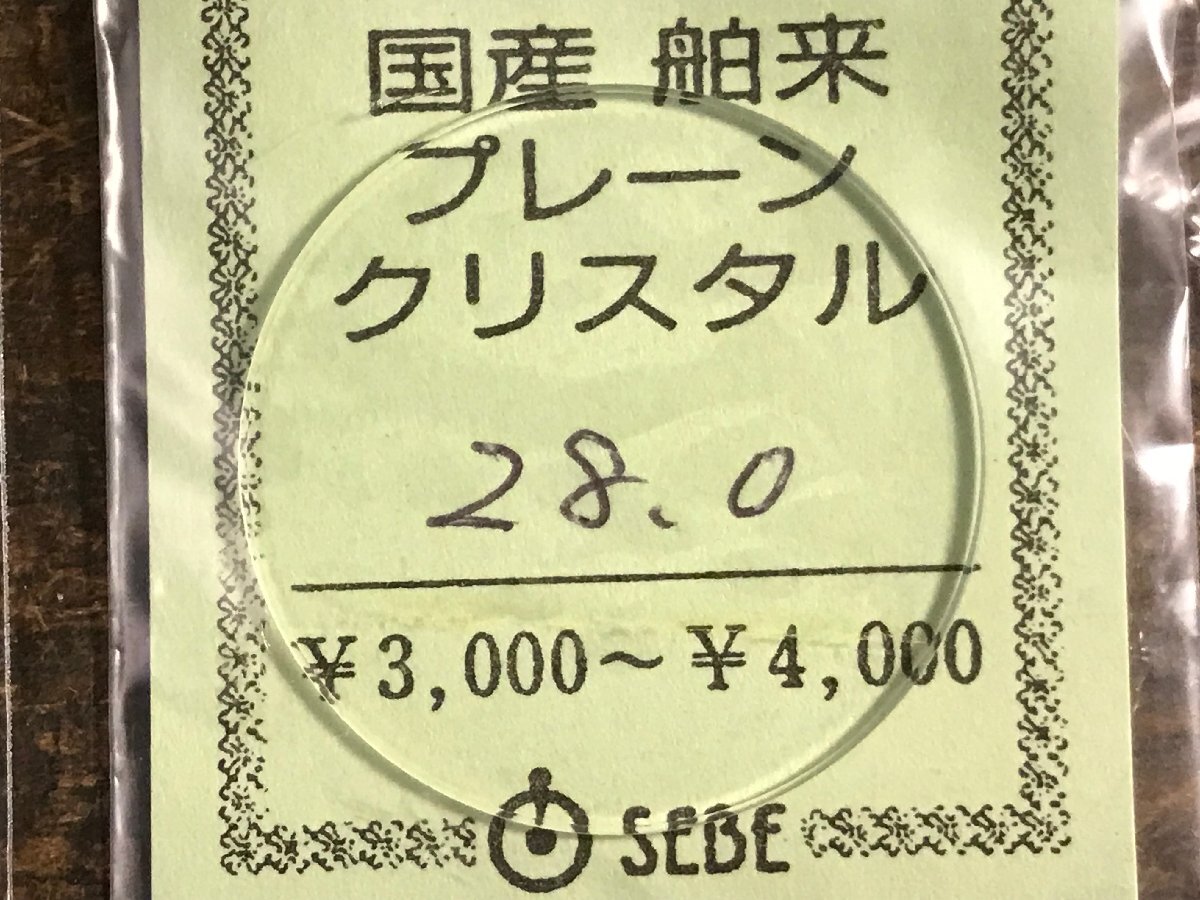 国産 舶来
プレーン
クリスタル
28.0
¥3,000～¥4,000
SEBE